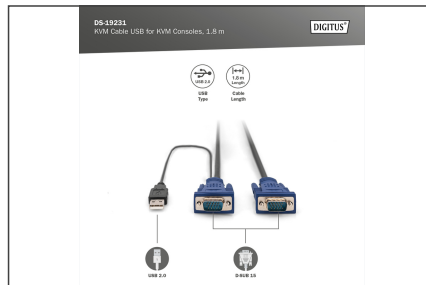 DS-19231
KVM Cable USB for KVM Consoles, 1.8 m
DIGITUS®
USB 2.0
1,8 m
Length
USB
Type
Cable
Length
USB 2.0
D-SUB 15